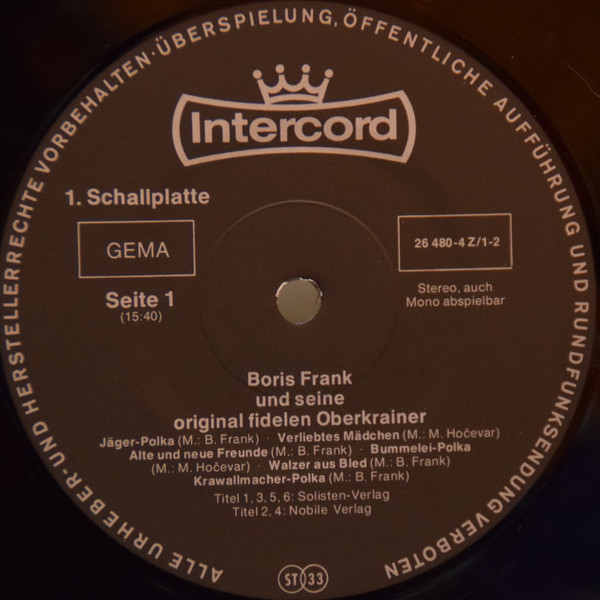 ALLE URHEBER- UND HERSTELLERRECHTE VORBEHALTEN · ÜBERSPIELUNG, ÖFFENTLICHE AUFFÜHRUNG UND RUNDFUNKSENDUNG VERBOTEN
Intercord
1. Schallplatte
GEMA
26 480-4 Z/1-2
Seite 1
(15:40)
Stereo, auch
Mono abspielbar
Boris Frank
und seine
original fidelen Oberkrainer
Jäger-Polka (M.: B. Frank) · Verliebtes Mädchen (M.: M. Hočevar)
Alte und neue Freunde (M.: B. Frank) · Bummelei-Polka
(M.: M. Hočevar) · Walzer aus Bled (M.: B. Frank)
Krawallmacher-Polka (M.: B. Frank)
Titel 1, 3, 5, 6: Solisten-Verlag
Titel 2, 4: Nobile Verlag
ST 33